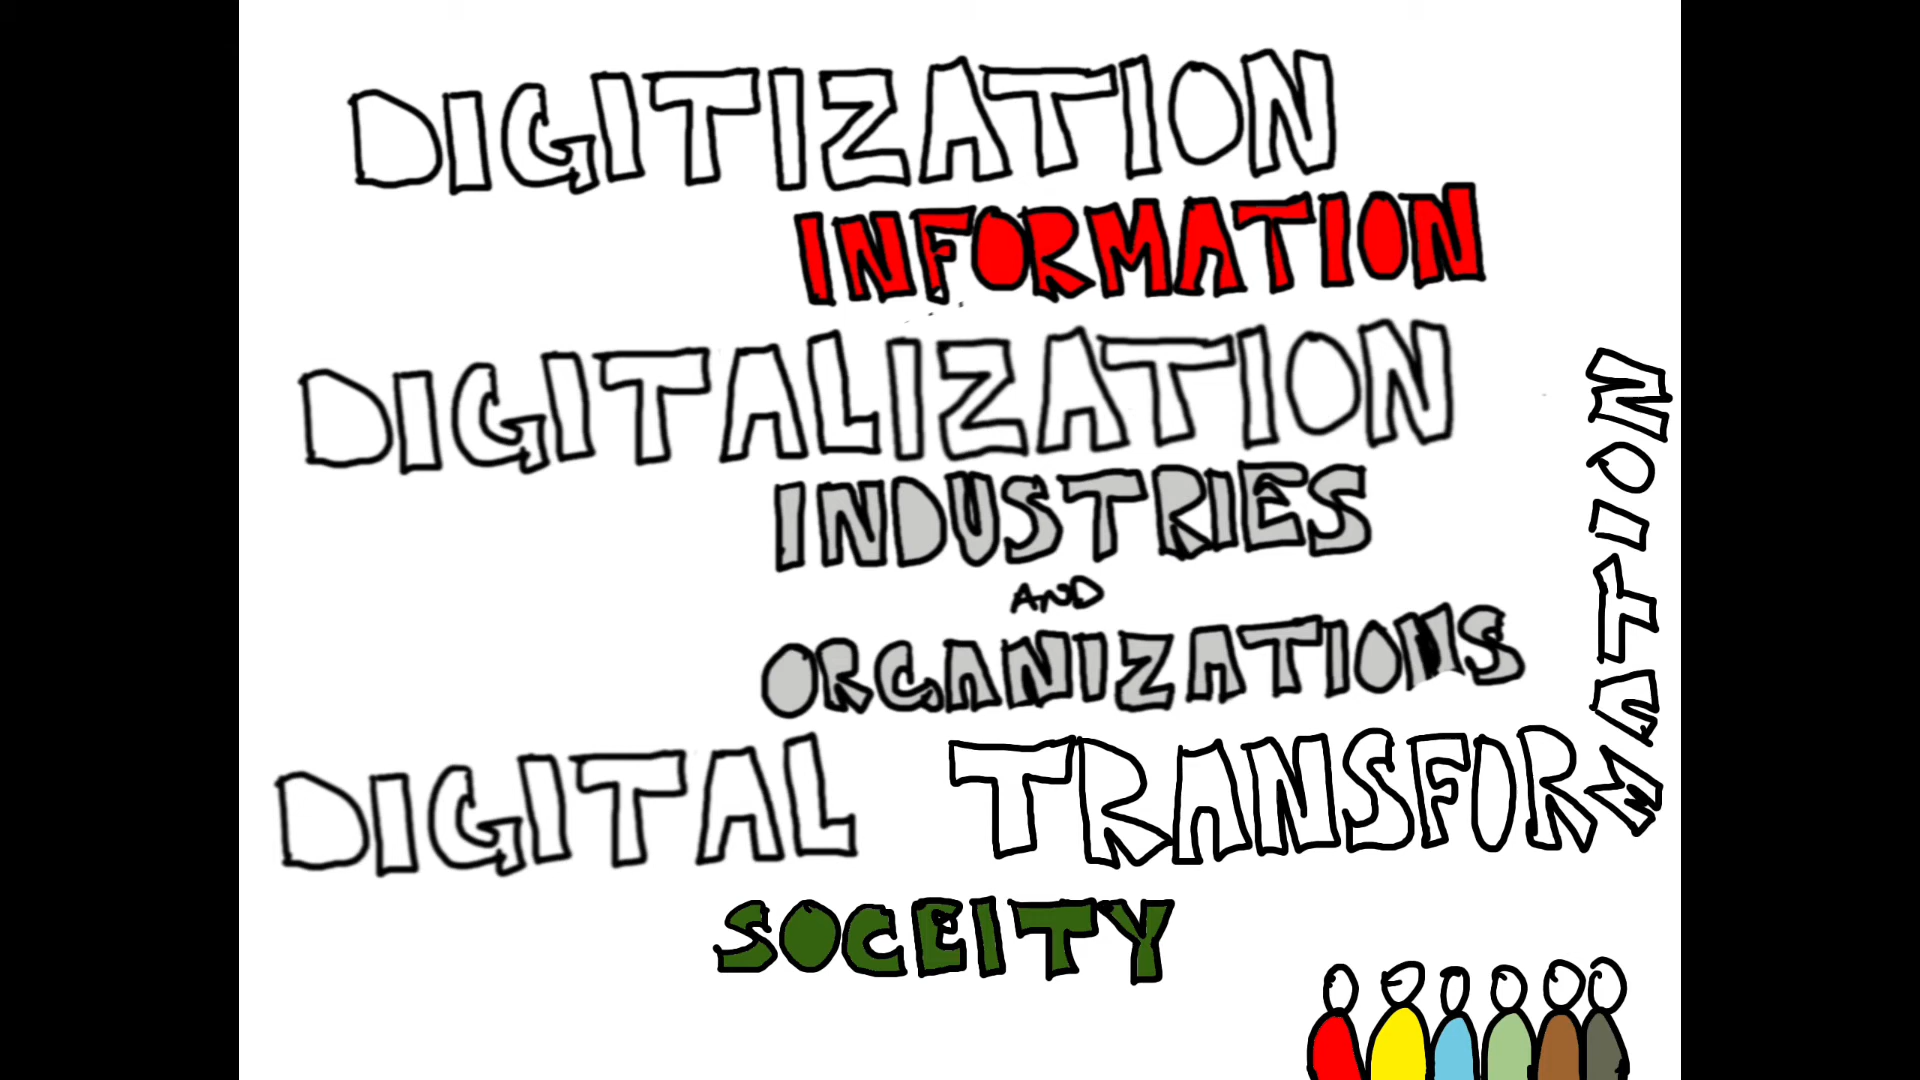 DIGITIZATION
INFORMATION
DIGITALIZATION
INDUSTRIES
AND
ORGANIZATIONS
DIGITAL TRANSFORMATION
SOCEITY